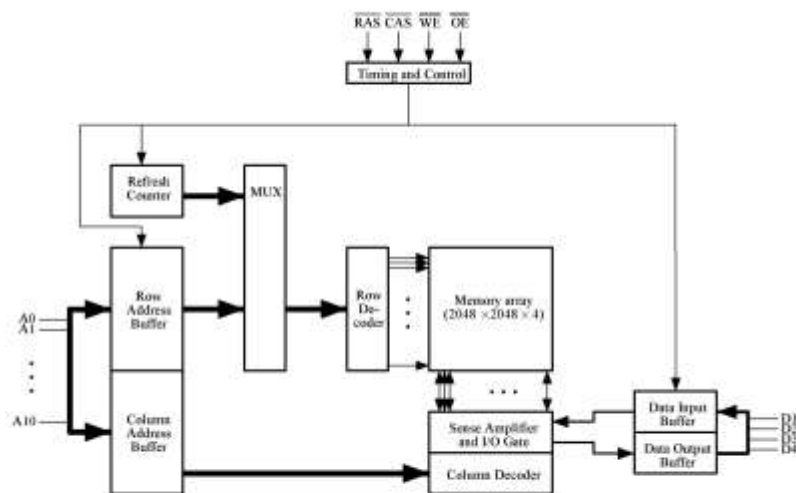 RAS CAS WE OE
Timing and Control
Refresh
Counter
MUX
Row
Address
Buffer
Row
De-
coder
Memory array
(2048 ×2048 × 4)
A0
A1
A10
Column
Address
Buffer
Sense Amplifier
and I/O Gate
Column Decoder
Data Input
Buffer
Data Output
Buffer
D1
D2
D3
D4